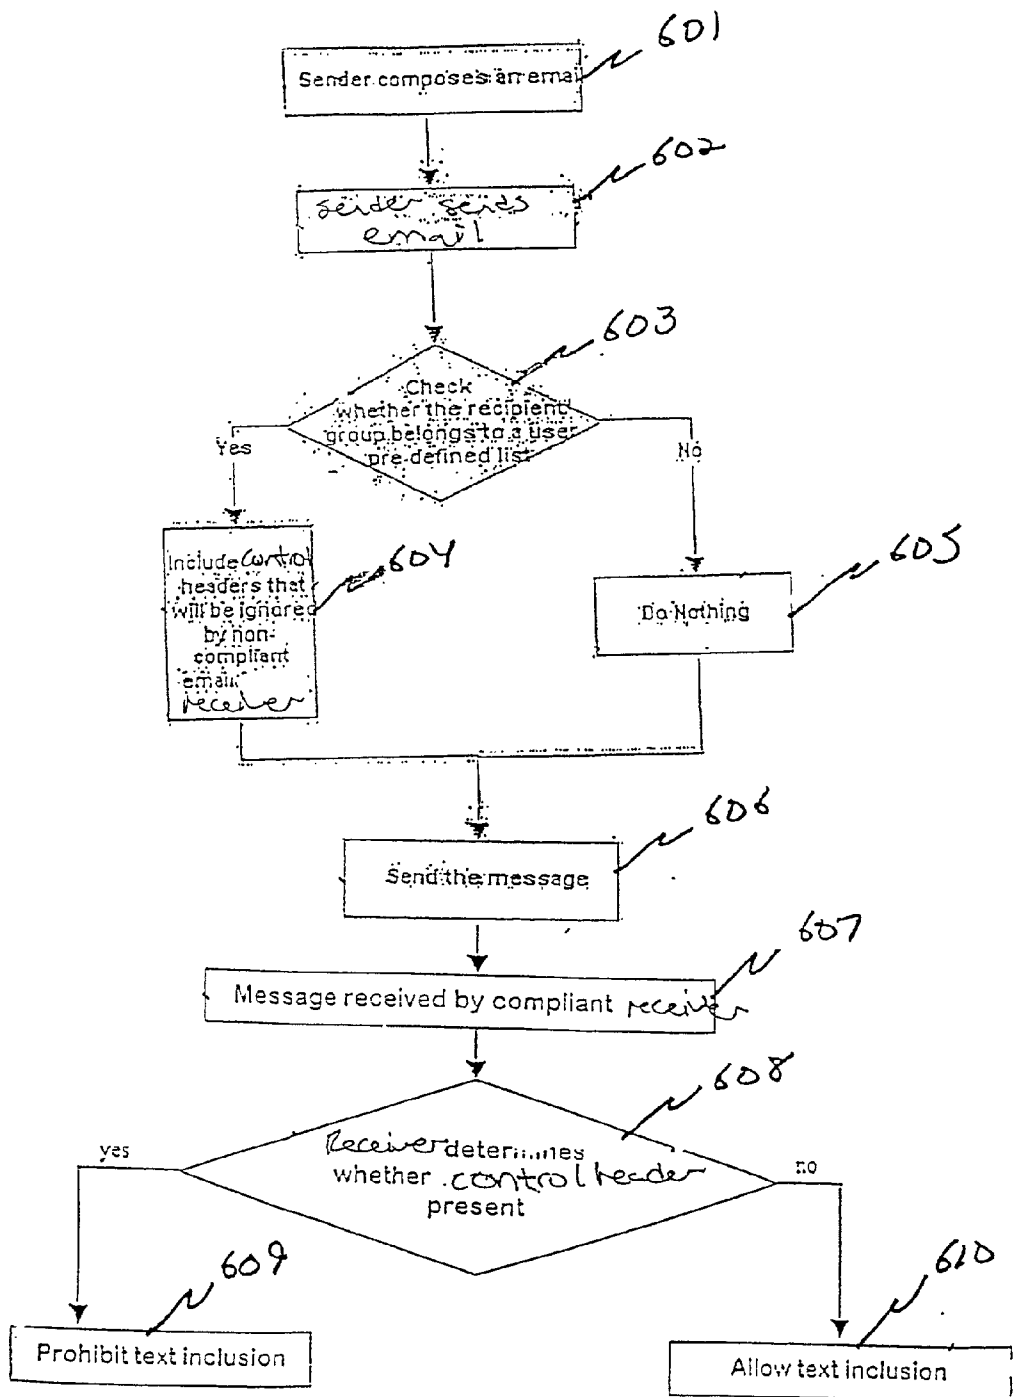 601
Sender composes an email
602
sender sends
email
603
Check
whether the recipient
group belongs to a user
pre-defined list
Yes
No
Include control
headers that
will be ignored
by non-
compliant
email
receiver
604
605
Do Nothing
606
Send the message
607
Message received by compliant receiver
608
Receiver determines
whether control header
present
yes
no
609
610
Prohibit text inclusion
Allow text inclusion